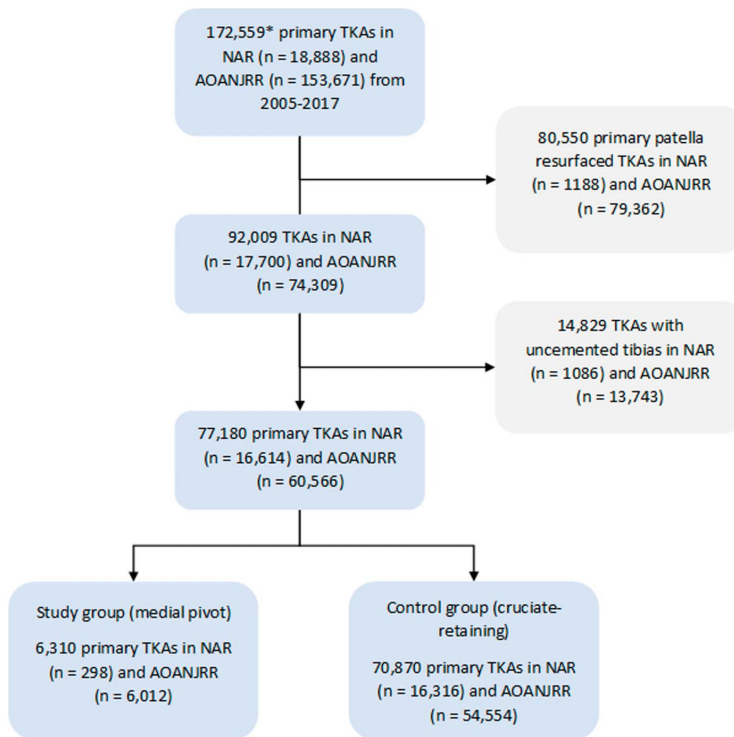 172,559* primary TKAs in
NAR (n = 18,888) and
AOANJRR (n = 153,671) from
2005-2017
80,550 primary patella
resurfaced TKAs in NAR
(n = 1188) and AOANJRR
(n = 79,362)
92,009 TKAs in NAR
(n = 17,700) and AOANJRR
(n = 74,309)
14,829 TKAs with
uncemented tibias in NAR
(n = 1086) and AOANJRR
(n = 13,743)
77,180 primary TKAs in NAR
(n = 16,614) and AOANJRR
(n = 60,566)
Study group (medial pivot)
6,310 primary TKAs in NAR
(n = 298) and AOANJRR
(n = 6,012)
Control group (cruciate-
retaining)
70,870 primary TKAs in NAR
(n = 16,316) and AOANJRR
(n = 54,554)